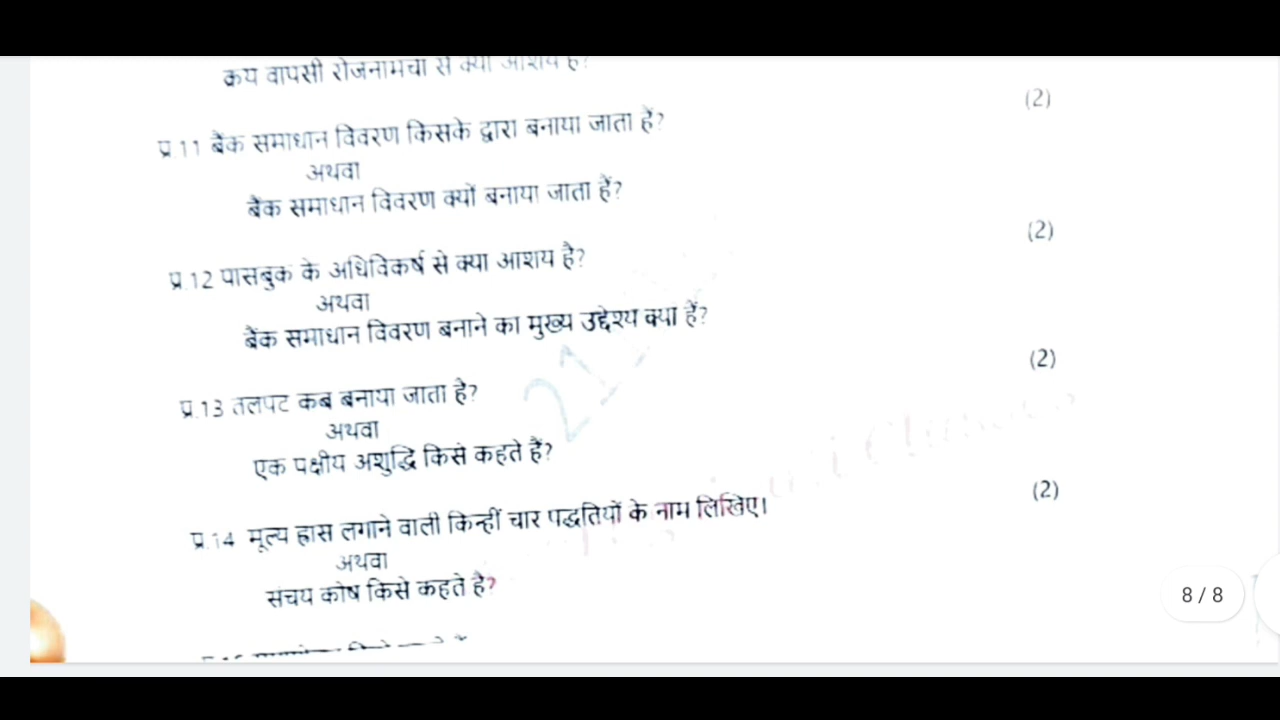 क्रय वापसी रोजनामचा से क्या आशय है?
(2)
प्र.11 बैंक समाधान विवरण किसके द्वारा बनाया जाता हैं?
अथवा
बैंक समाधान विवरण क्यों बनाया जाता हैं?
(2)
प्र.12 पासबुक के अधिविकर्ष से क्या आशय है?
अथवा
बैंक समाधान विवरण बनाने का मुख्य उद्देश्य क्या हैं?
(2)
प्र.13 तलपट कब बनाया जाता है?
अथवा
एक पक्षीय अशुद्धि किसे कहते हैं?
(2)
प्र.14 मूल्य ह्रास लगाने वाली किन्हीं चार पद्धतियों के नाम लिखिए।
अथवा
संचय कोष किसे कहते है?
8 / 8